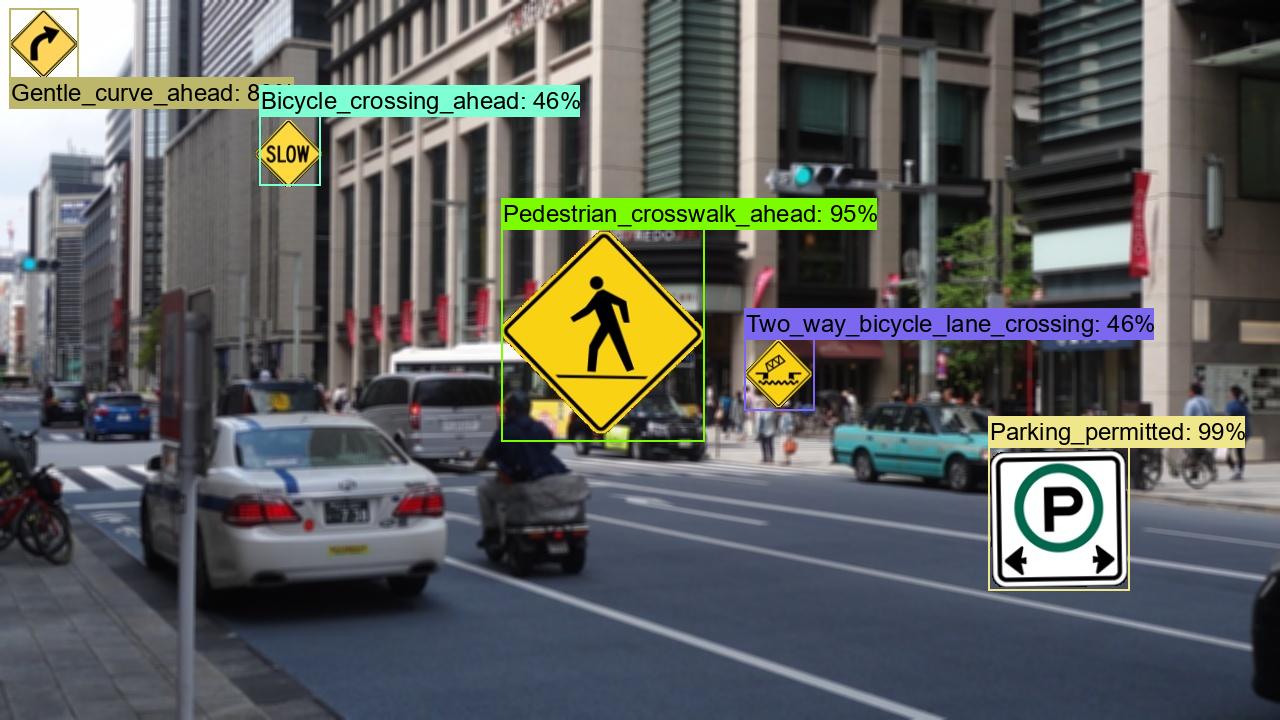 Gentle_curve_ahead: 8
Bicycle_crossing_ahead: 46%
SLOW
Pedestrian_crosswalk_ahead: 95%
Two_way_bicycle_lane_crossing: 46%
Parking_permitted: 99%
P